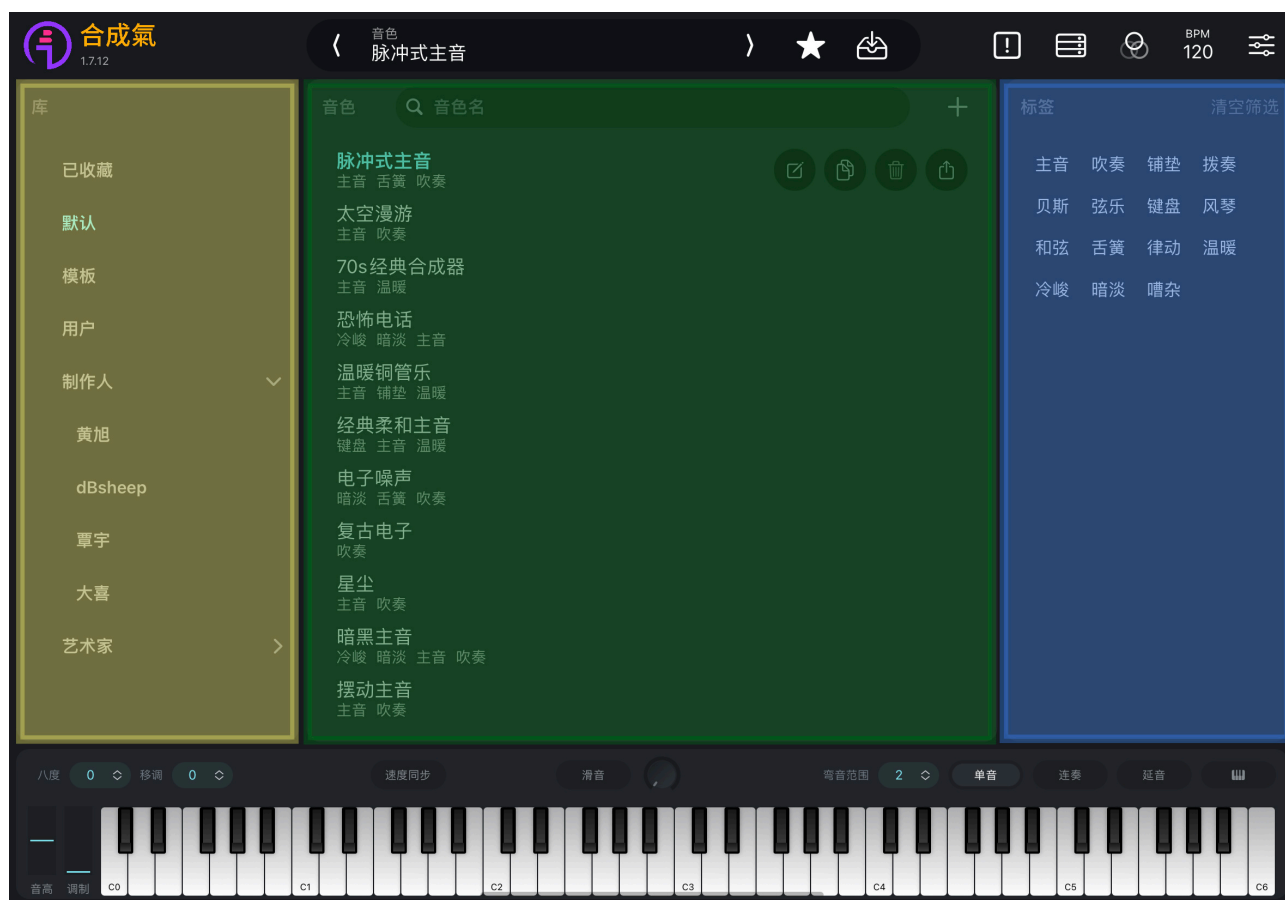 合成氣
1.7.12
音色
脉冲式主音
BPM
120
库
已收藏
默认
模板
用户
制作人
黄旭
dBsheep
覃宇
大喜
艺术家
音色
音色名
脉冲式主音
主音 舌簧 吹奏
太空漫游
主音 吹奏
70s经典合成器
主音 温暖
恐怖电话
冷峻 暗淡 主音
温暖铜管乐
主音 铺垫 温暖
经典柔和主音
键盘 主音 温暖
电子噪声
暗淡 舌簧 吹奏
复古电子
吹奏
星尘
主音 吹奏
暗黑主音
冷峻 暗淡 主音 吹奏
摆动主音
主音 吹奏
标签 清空筛选
主音 吹奏 铺垫 拨奏
贝斯 弦乐 键盘 风琴
和弦 舌簧 律动 温暖
冷峻 暗淡 嘈杂
八度 0 移调 0 速度同步 滑音 弯音范围 2 单音 连奏 延音
音高 调制
C0 C1 C2 C3 C4 C5 C6